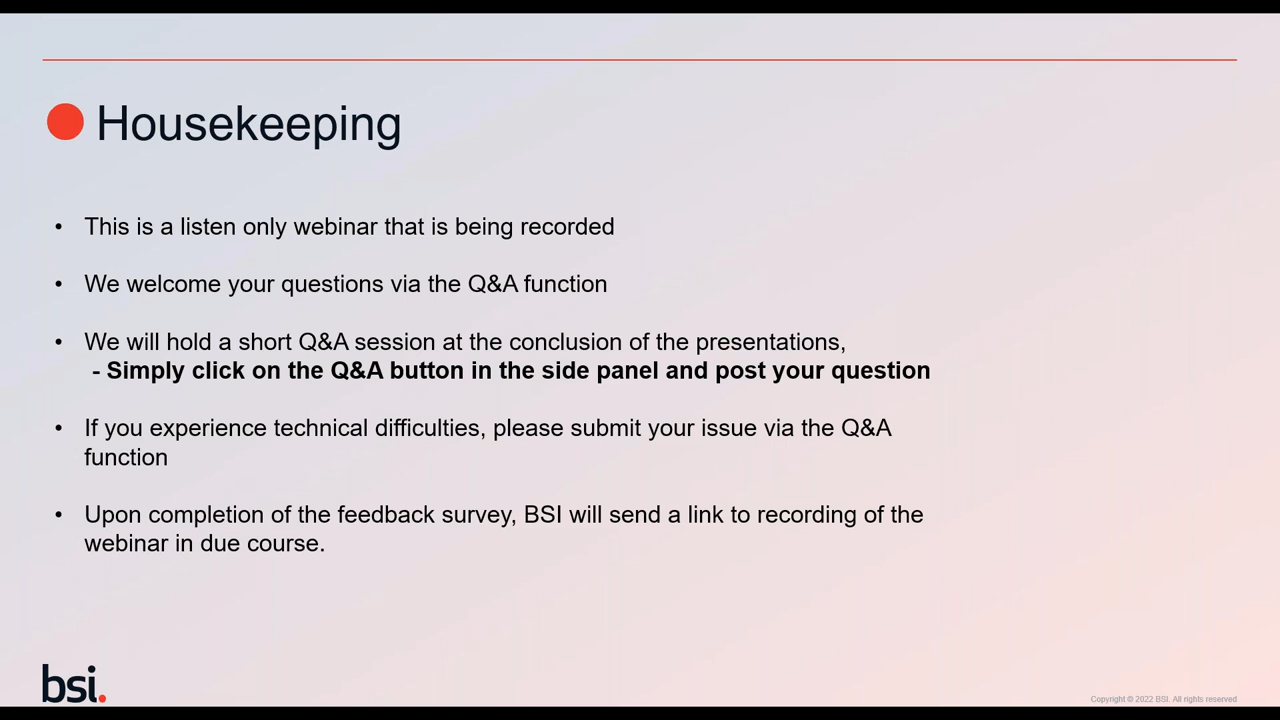 Housekeeping
• This is a listen only webinar that is being recorded
• We welcome your questions via the Q&A function
• We will hold a short Q&A session at the conclusion of the presentations,
- Simply click on the Q&A button in the side panel and post your question
• If you experience technical difficulties, please submit your issue via the Q&A
function
• Upon completion of the feedback survey, BSI will send a link to recording of the
webinar in due course.
bsi.
Copyright © 2022 BSI. All rights reserved